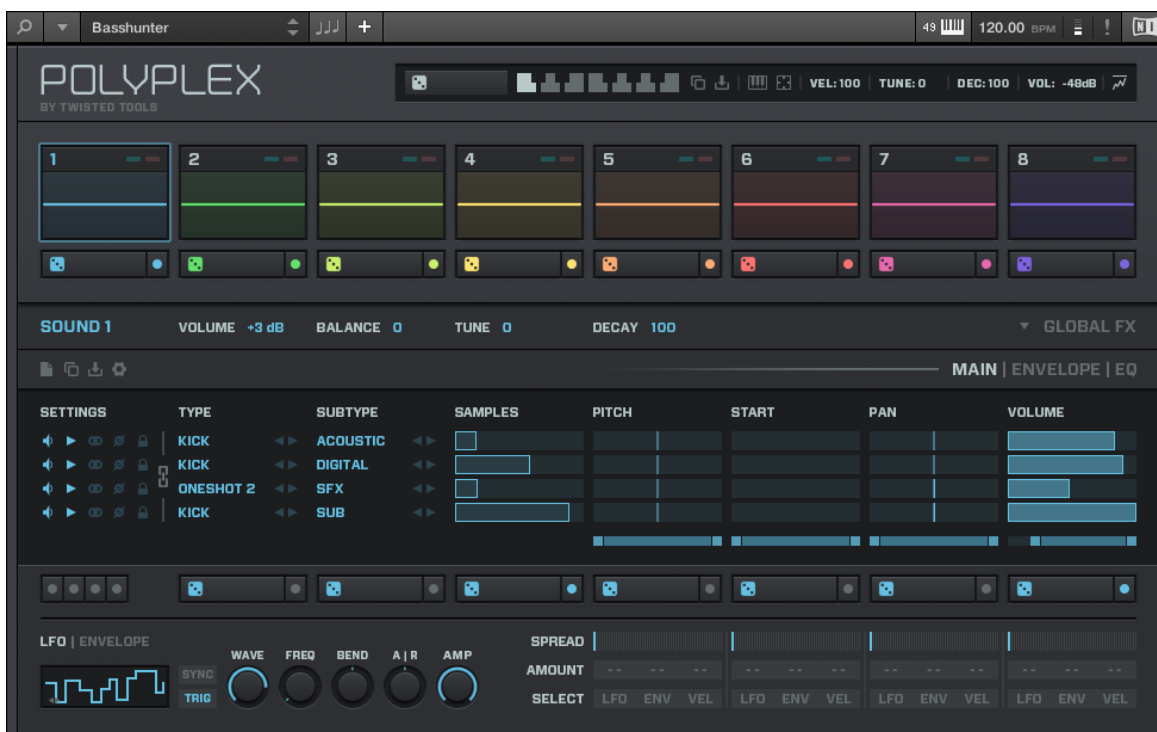 Basshunter
49
120.00 BPM
!
NI
POLYPLEX
BY TWISTED TOOLS
VEL:100 TUNE:0 DEC:100 VOL: -48dB
1 2 3 4 5 6 7 8
SOUND 1 VOLUME +3 dB BALANCE 0 TUNE 0 DECAY 100 GLOBAL FX
MAIN | ENVELOPE | EQ
SETTINGS TYPE SUBTYPE SAMPLES PITCH START PAN VOLUME
KICK ACOUSTIC
KICK DIGITAL
ONESHOT 2 SFX
KICK SUB
LFO | ENVELOPE
WAVE FREQ BEND A|R AMP
SYNC
TRIG
SPREAD
AMOUNT -- -- -- -- -- -- -- -- -- -- -- --
SELECT LFO ENV VEL LFO ENV VEL LFO ENV VEL LFO ENV VEL